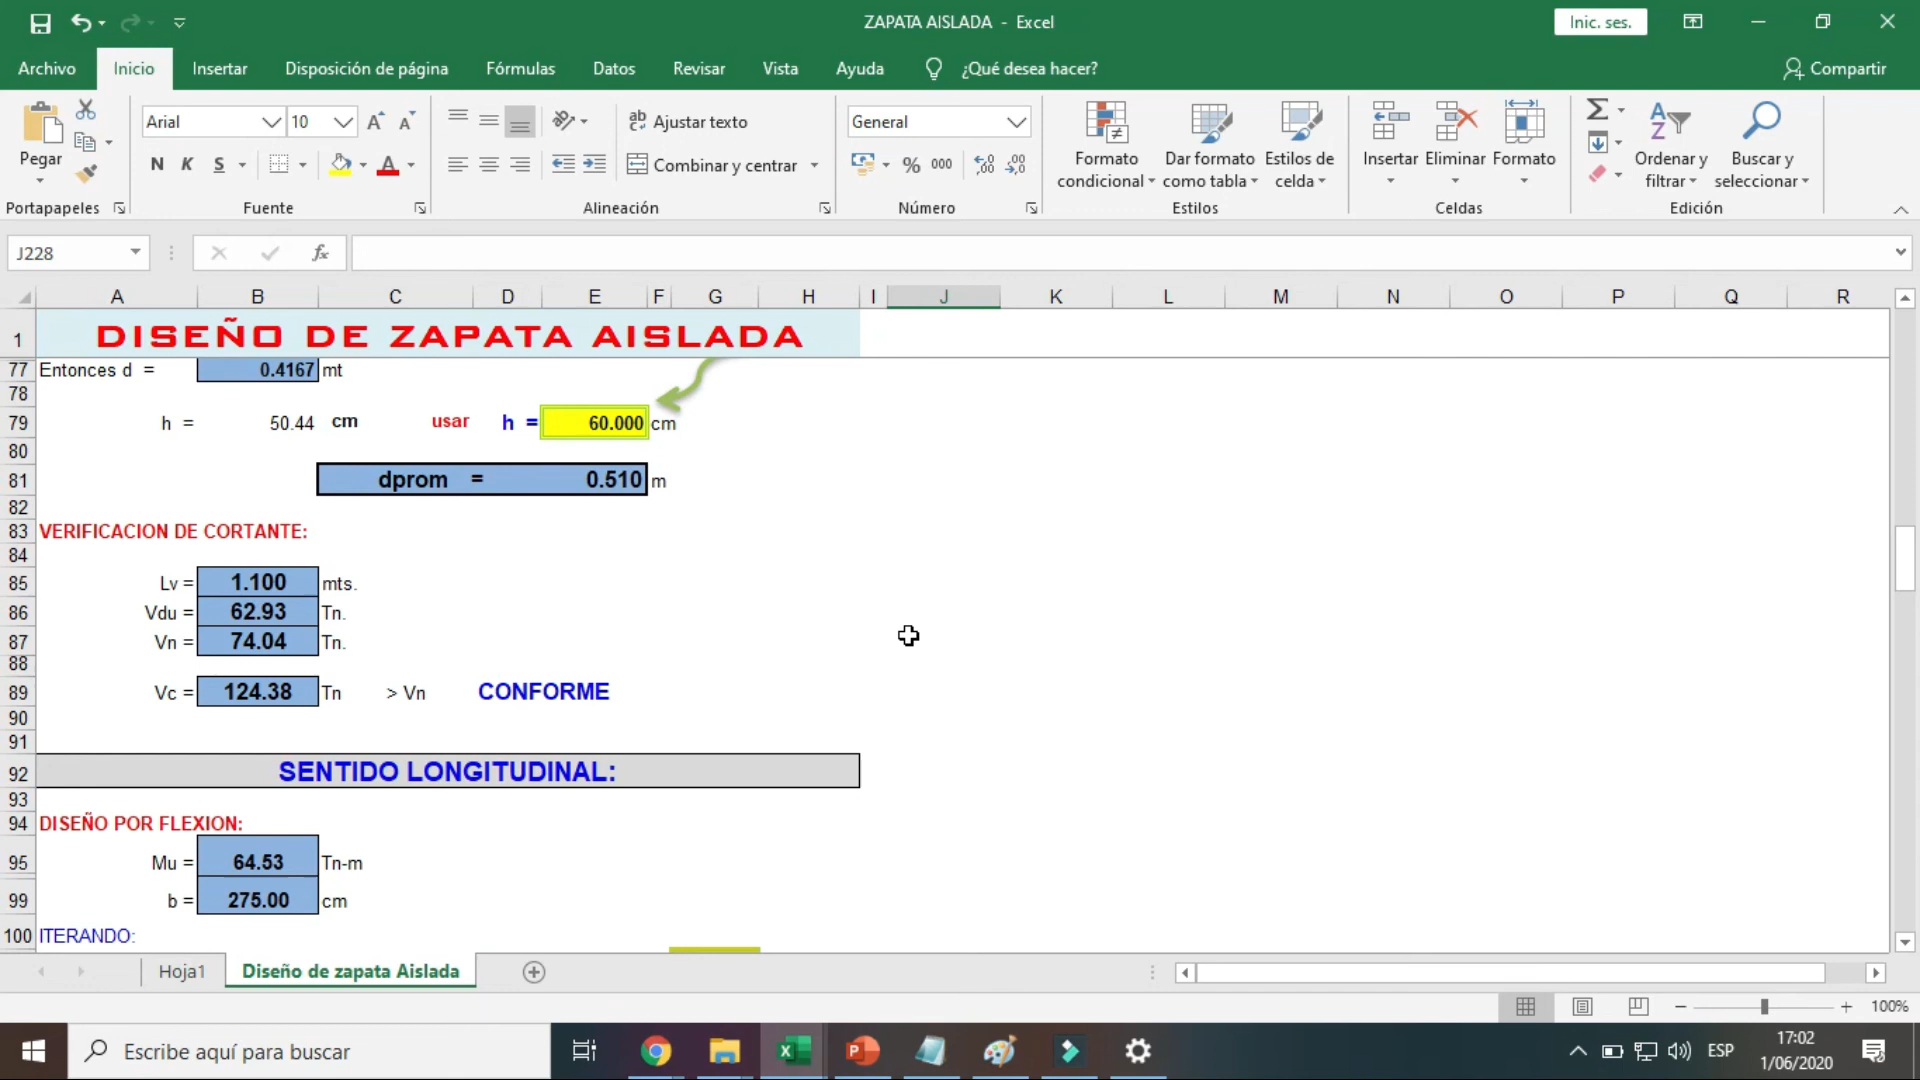 ZAPATA AISLADA - Excel
Inic. ses.
Archivo Inicio Insertar Disposición de página Fórmulas Datos Revisar Vista Ayuda ¿Qué desea hacer? Compartir
Pegar
Arial 10
N K S A
Ajustar texto
Combinar y centrar
General
% 000
Formato condicional
Dar formato como tabla
Estilos de celda
Insertar Eliminar Formato
Ordenar y filtrar
Buscar y seleccionar
Portapapeles Fuente Alineación Número Estilos Celdas Edición
J228 fx
A B C D E F G H I J K L M N O P Q R
1 DISEÑO DE ZAPATA AISLADA
77 Entonces d = 0.4167 mt
78
79 h = 50.44 cm usar h = 60.000 cm
80
81 dprom = 0.510 m
82
83 VERIFICACION DE CORTANTE:
84
85 Lv = 1.100 mts.
86 Vdu = 62.93 Tn.
87 Vn = 74.04 Tn.
88
89 Vc = 124.38 Tn > Vn CONFORME
90
91
92 SENTIDO LONGITUDINAL:
93
94 DISEÑO POR FLEXION:
95 Mu = 64.53 Tn-m
99 b = 275.00 cm
100 ITERANDO:
Hoja1 Diseño de zapata Aislada
100%
Escribe aquí para buscar
ESP
17:02
1/06/2020